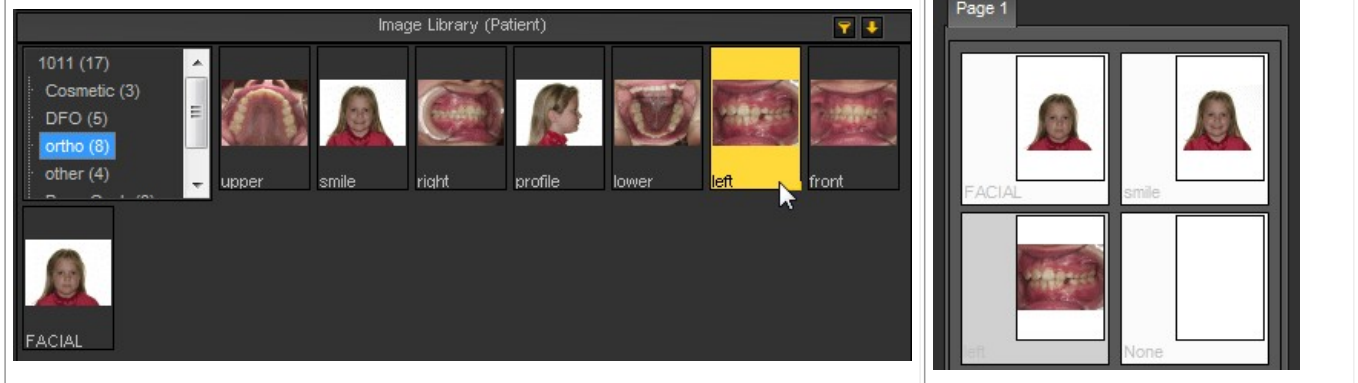 Image Library (Patient)
1011 (17)
Cosmetic (3)
DFO (5)
ortho (8)
other (4)
upper
smile
right
profile
lower
left
front
FACIAL
Page 1
FACIAL
smile
left
None